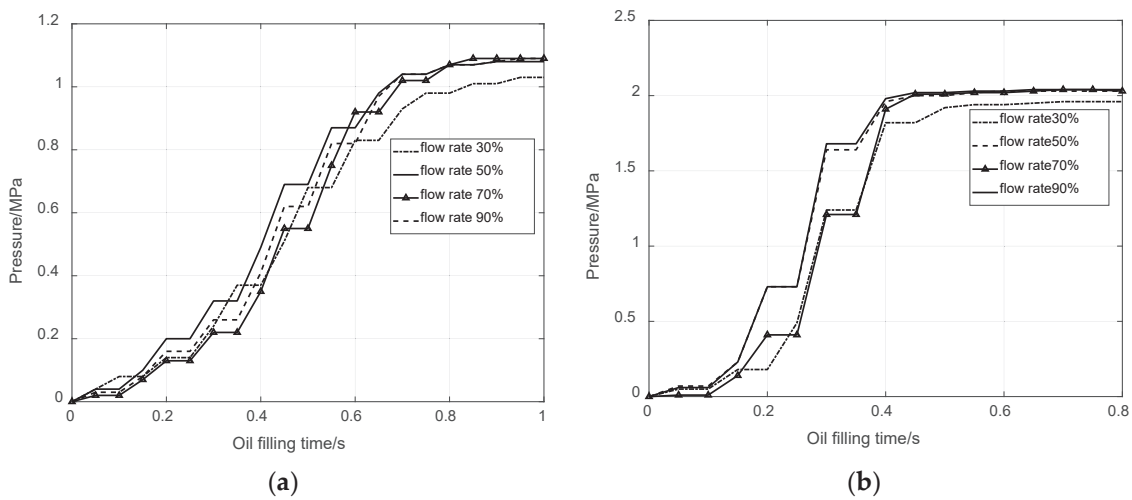 1.2
1
0.8
0.6
0.4
0.2
0
Pressure/MPa
flow rate 30%
flow rate 50%
flow rate 70%
flow rate 90%
0 0.2 0.4 0.6 0.8 1
Oil filling time/s
(a)
2.5
2
1.5
1
0.5
0
Pressure/MPa
flow rate30%
flow rate50%
flow rate70%
flow rate90%
0 0.2 0.4 0.6 0.8
Oil filling time/s
(b)